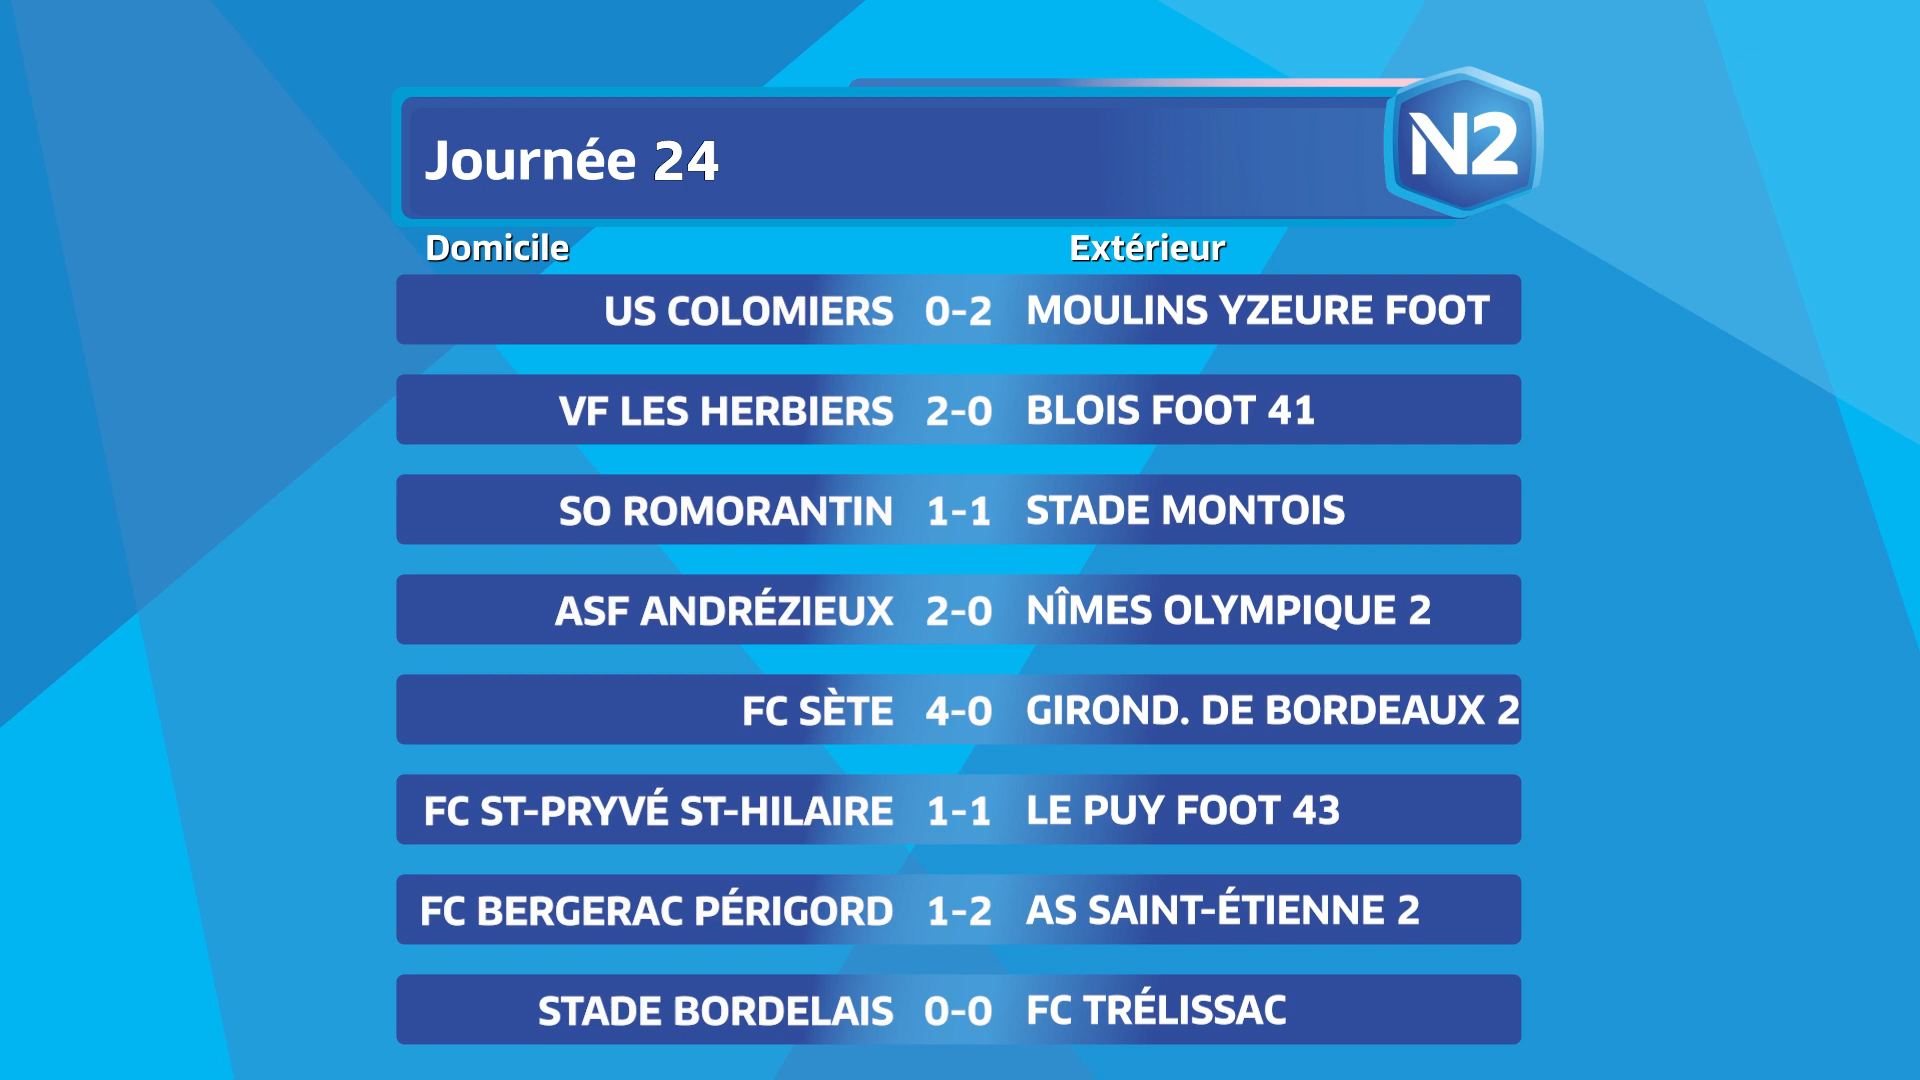 N2
Journée 24
Domicile Extérieur
US COLOMIERS 0-2 MOULINS YZEURE FOOT
VF LES HERBIERS 2-0 BLOIS FOOT 41
SO ROMORANTIN 1-1 STADE MONTOIS
ASF ANDRÉZIEUX 2-0 NÎMES OLYMPIQUE 2
FC SÈTE 4-0 GIROND. DE BORDEAUX 2
FC ST-PRYVÉ ST-HILAIRE 1-1 LE PUY FOOT 43
FC BERGERAC PÉRIGORD 1-2 AS SAINT-ÉTIENNE 2
STADE BORDELAIS 0-0 FC TRÉLISSAC